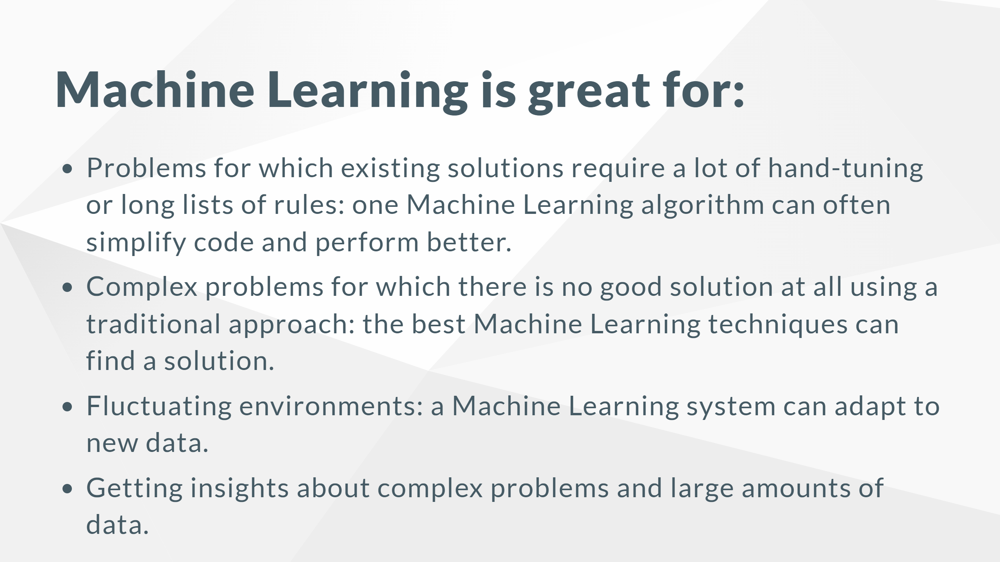 Machine Learning is great for:
• Problems for which existing solutions require a lot of hand-tuning
or long lists of rules: one Machine Learning algorithm can often
simplify code and perform better.
• Complex problems for which there is no good solution at all using a
traditional approach: the best Machine Learning techniques can
find a solution.
• Fluctuating environments: a Machine Learning system can adapt to
new data.
• Getting insights about complex problems and large amounts of
data.